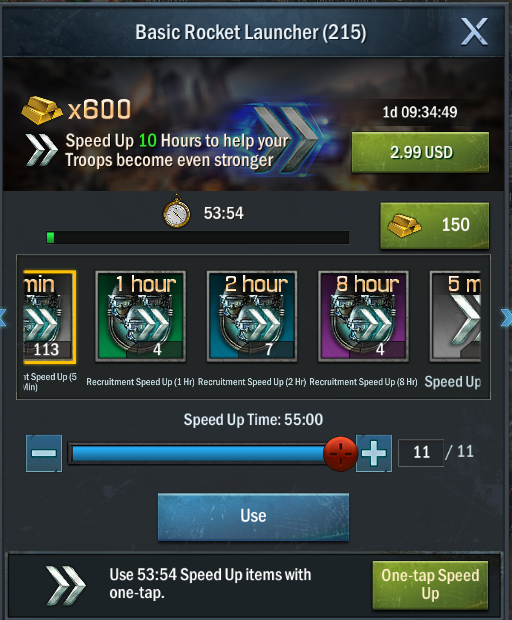 Basic Rocket Launcher (215)
X
x600
1d 09:34:49
Speed Up 10 Hours to help your
Troops become even stronger
2.99 USD
53:54
150
min
1 hour
2 hour
8 hour
5 m
113
4
7
4
t Speed Up (5
Min)
Recruitment Speed Up (1 Hr)
Recruitment Speed Up (2 Hr)
Recruitment Speed Up (8 Hr)
Speed Up
Speed Up Time: 55:00
11 / 11
Use
Use 53:54 Speed Up items with
one-tap.
One-tap Speed
Up